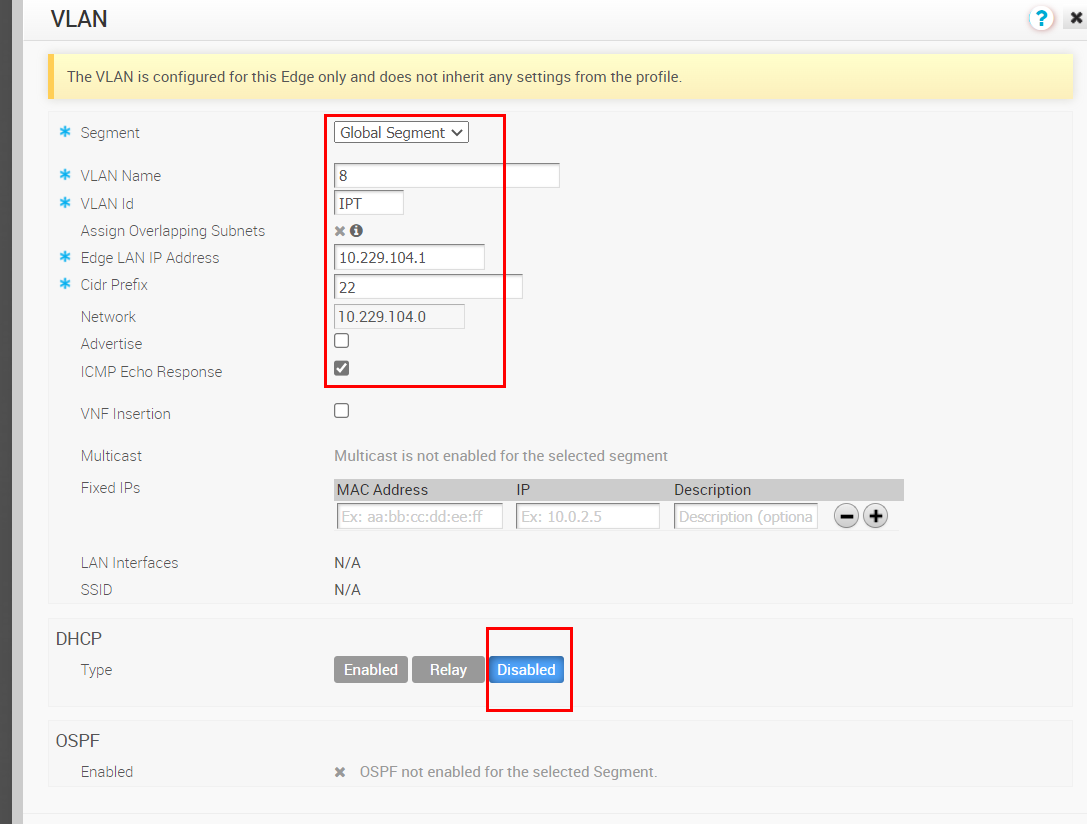 VLAN
?
The VLAN is configured for this Edge only and does not inherit any settings from the profile.
Segment Global Segment
VLAN Name 8
VLAN Id IPT
Assign Overlapping Subnets
Edge LAN IP Address 10.229.104.1
Cidr Prefix 22
Network 10.229.104.0
Advertise
ICMP Echo Response
VNF Insertion
Multicast Multicast is not enabled for the selected segment
Fixed IPs MAC Address IP Description
Ex: aa:bb:cc:dd:ee:ff Ex: 10.0.2.5 Description (optiona
LAN Interfaces N/A
SSID N/A
DHCP
Type Enabled Relay Disabled
OSPF
Enabled OSPF not enabled for the selected Segment.